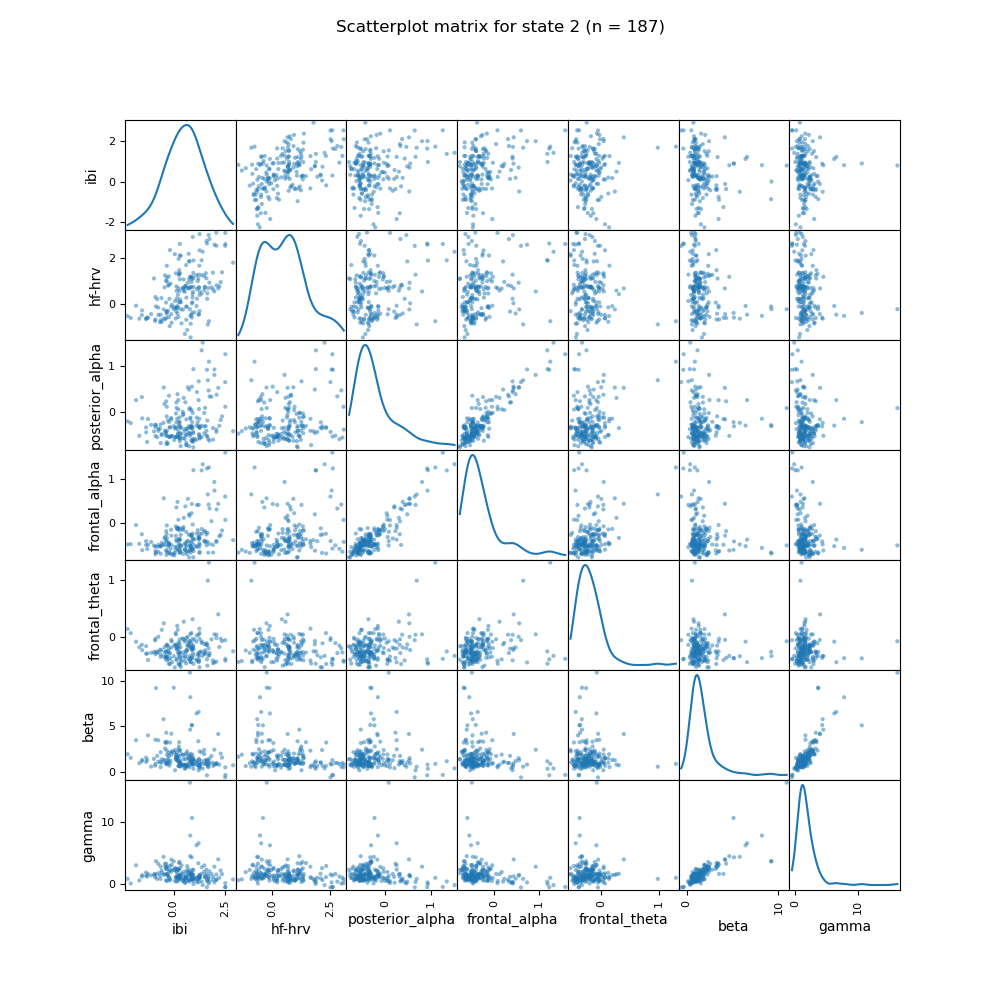 Scatterplot matrix for state 2 (n = 187)
ibi
2
0
-2
hf-hrv
2
0
posterior_alpha
1
0
frontal_alpha
1
0
frontal_theta
1
0
beta
10
5
0
gamma
10
0
0.0
2.5
0.0
2.5
0
1
0
1
0
1
0
10
0
10
ibi
hf-hrv
posterior_alpha
frontal_alpha
frontal_theta
beta
gamma